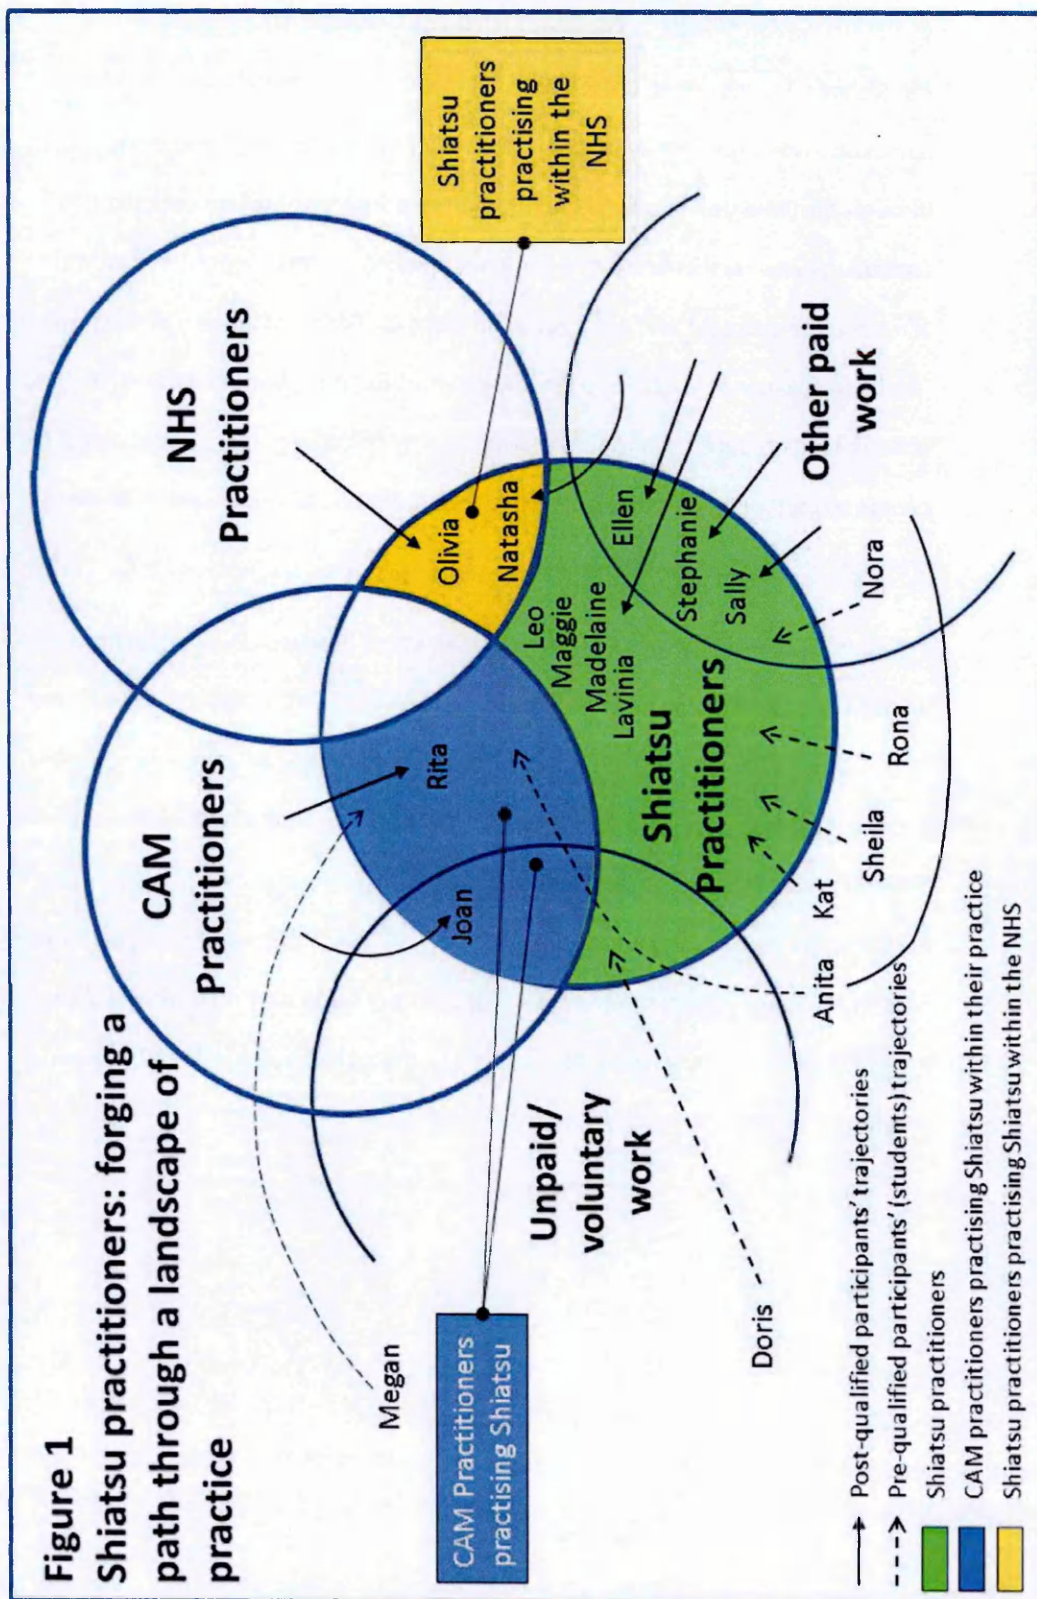 Figure 1
Shiatsu practitioners: forging a
path through a landscape of
practice
CAM
Practitioners
NHS
Practitioners
Shiatsu
practitioners
practising
within the
NHS
Megan
Joan
Rita
Olivia
Natasha
CAM Practitioners
practising Shiatsu
Unpaid/
voluntary
work
Leo
Maggie
Madelaine
Lavinia
Ellen
Stephanie
Sally
Shiatsu
Practitioners
Other paid
work
Doris
Anita
Kat
Sheila
Rona
Nora
Post-qualified participants' trajectories
Pre-qualified participants' (students) trajectories
Shiatsu practitioners
CAM practitioners practising Shiatsu within their practice
Shiatsu practitioners practising Shiatsu within the NHS